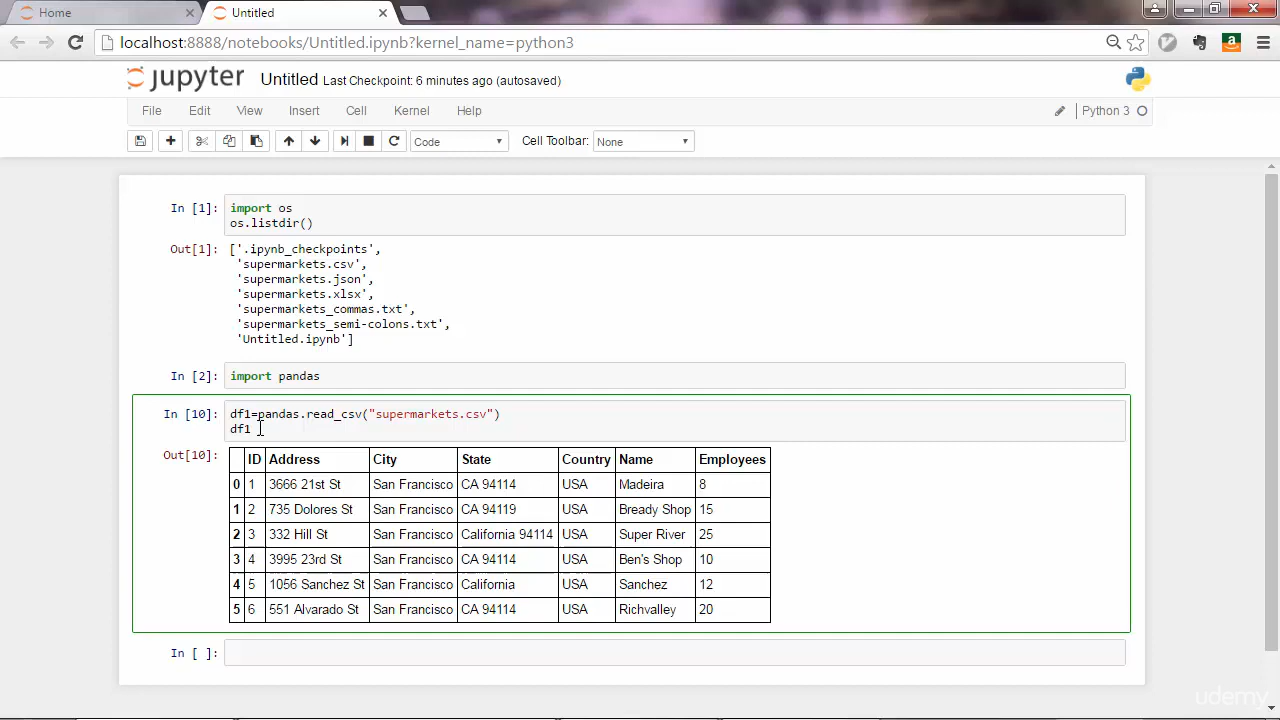 Home
Untitled
localhost:8888/notebooks/Untitled.ipynb?kernel_name=python3
jupyter Untitled Last Checkpoint: 6 minutes ago (autosaved)
File Edit View Insert Cell Kernel Help Python 3
Code Cell Toolbar: None
In [1]: import os
os.listdir()
Out[1]: ['.ipynb_checkpoints',
'supermarkets.csv',
'supermarkets.json',
'supermarkets.xlsx',
'supermarkets_commas.txt',
'supermarkets_semi-colons.txt',
'Untitled.ipynb']
In [2]: import pandas
In [10]: df1=pandas.read_csv("supermarkets.csv")
df1
Out[10]: ID Address City State Country Name Employees
0 1 3666 21st St San Francisco CA 94114 USA Madeira 8
1 2 735 Dolores St San Francisco CA 94119 USA Bready Shop 15
2 3 332 Hill St San Francisco California 94114 USA Super River 25
3 4 3995 23rd St San Francisco CA 94114 USA Ben's Shop 10
4 5 1056 Sanchez St San Francisco California USA Sanchez 12
5 6 551 Alvarado St San Francisco CA 94114 USA Richvalley 20
In [ ]:
udemy